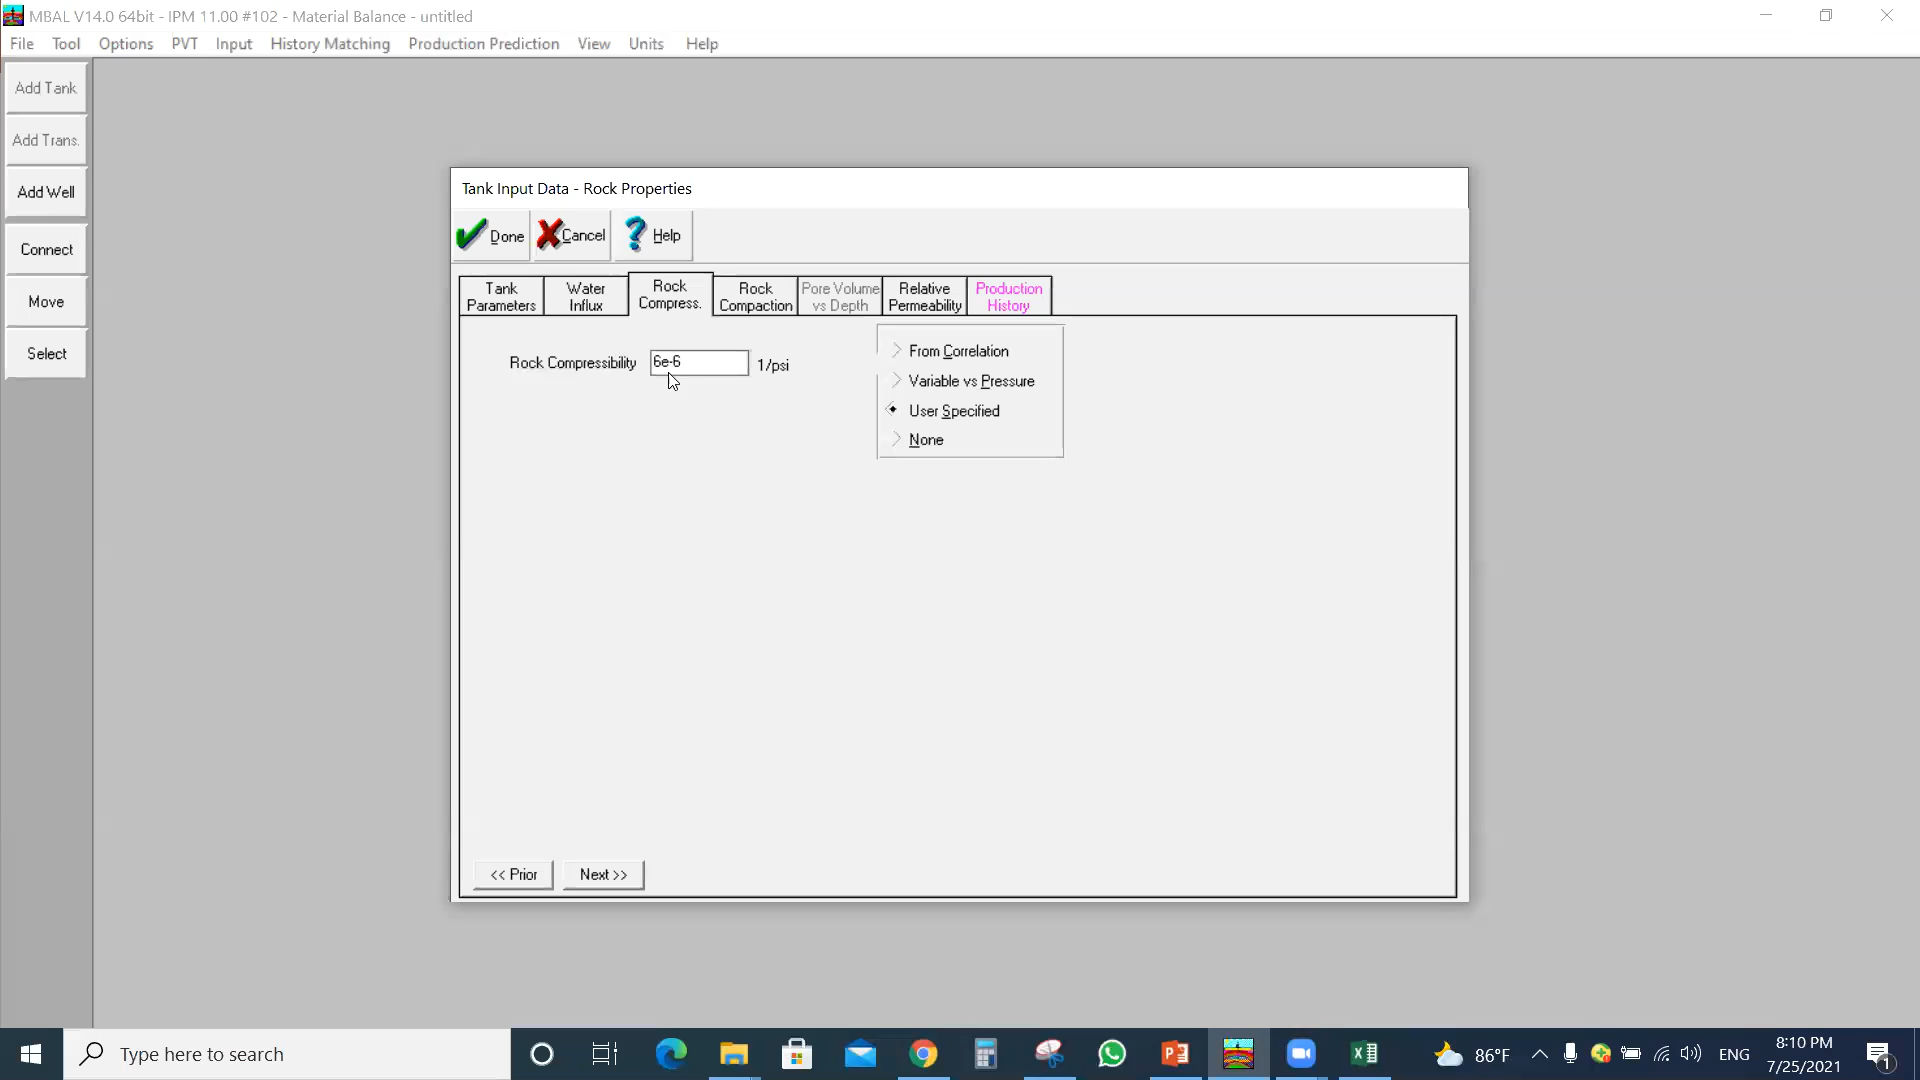 MBAL V14.0 64bit - IPM 11.00 #102 - Material Balance - untitled
File Tool Options PVT Input History Matching Production Prediction View Units Help
Add Tank
Add Trans.
Add Well
Connect
Move
Select
Tank Input Data - Rock Properties
Done Cancel Help
Tank Parameters
Water Influx
Rock Compress.
Rock Compaction
Pore Volume vs Depth
Relative Permeability
Production History
Rock Compressibility 6e-6 1/psi
From Correlation
Variable vs Pressure
User Specified
None
<< Prior Next >>
Type here to search
86°F
ENG
8:10 PM
7/25/2021
1